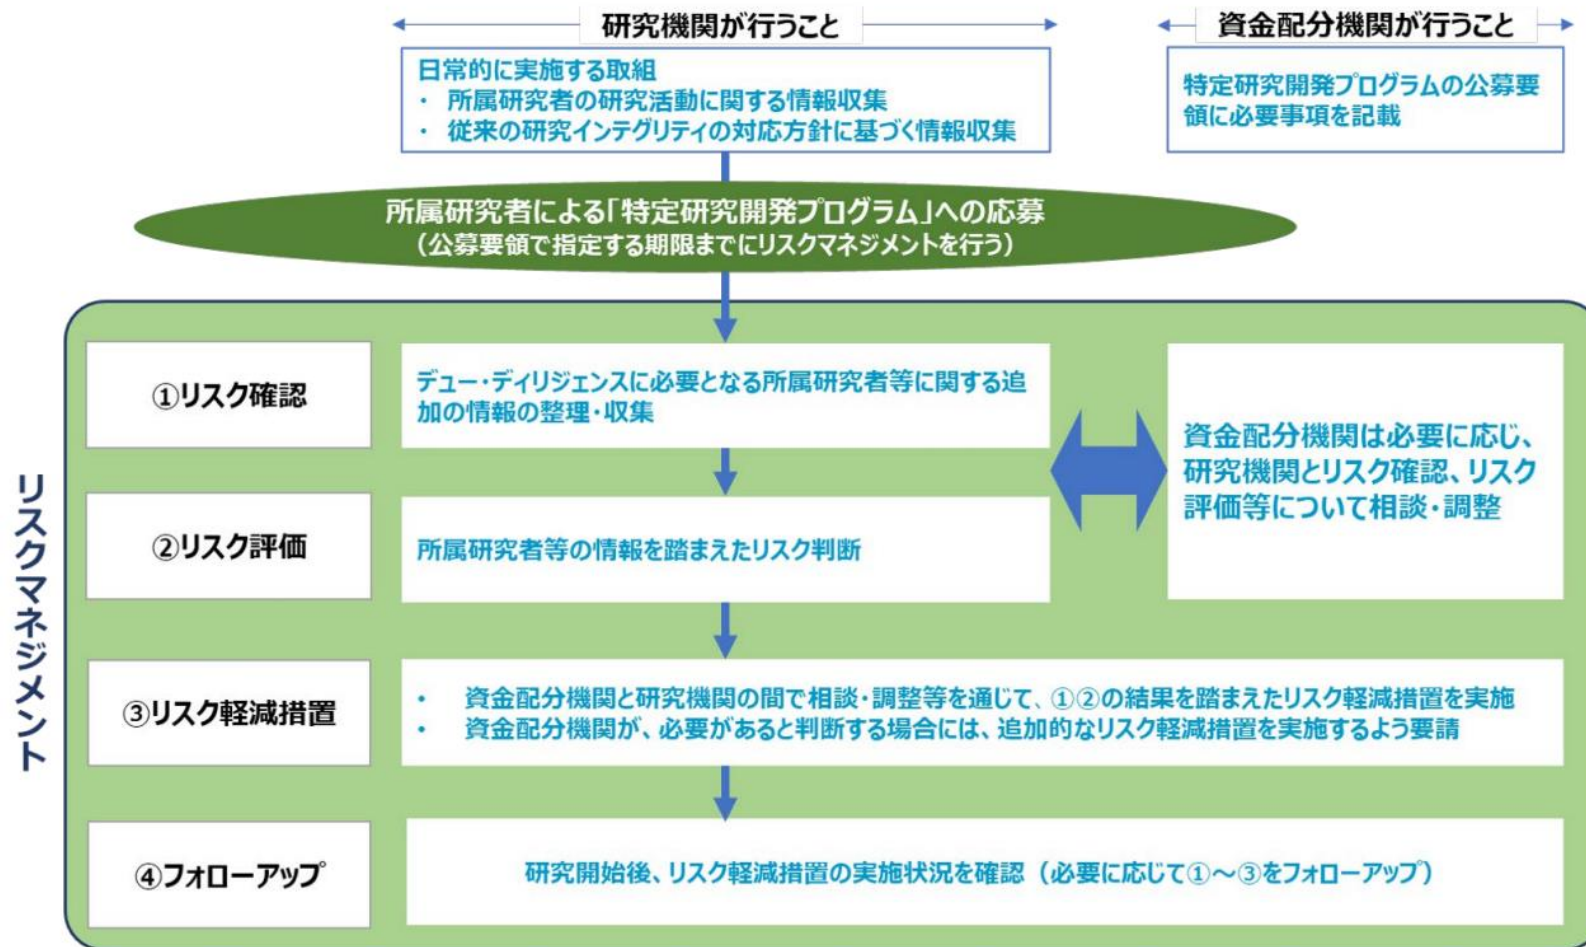 研究機関が行うこと
資金配分機関が行うこと
日常的に実施する取組
・ 所属研究者の研究活動に関する情報収集
・ 従来の研究インテグリティの対応方針に基づく情報収集
特定研究開発プログラムの公募要
領に必要事項を記載
所属研究者による「特定研究開発プログラム」への応募
（公募要領で指定する期限までにリスクマネジメントを行う）
リスクマネジメント
①リスク確認
デュー・ディリジェンスに必要となる所属研究者等に関する追
加の情報の整理・収集
資金配分機関は必要に応じ、
研究機関とリスク確認、リスク
評価等について相談・調整
②リスク評価
所属研究者等の情報を踏まえたリスク判断
③リスク軽減措置
・ 資金配分機関と研究機関の間で相談・調整等を通じて、①②の結果を踏まえたリスク軽減措置を実施
・ 資金配分機関が、必要があると判断する場合には、追加的なリスク軽減措置を実施するよう要請
④フォローアップ
研究開始後、リスク軽減措置の実施状況を確認（必要に応じて①～③をフォローアップ）